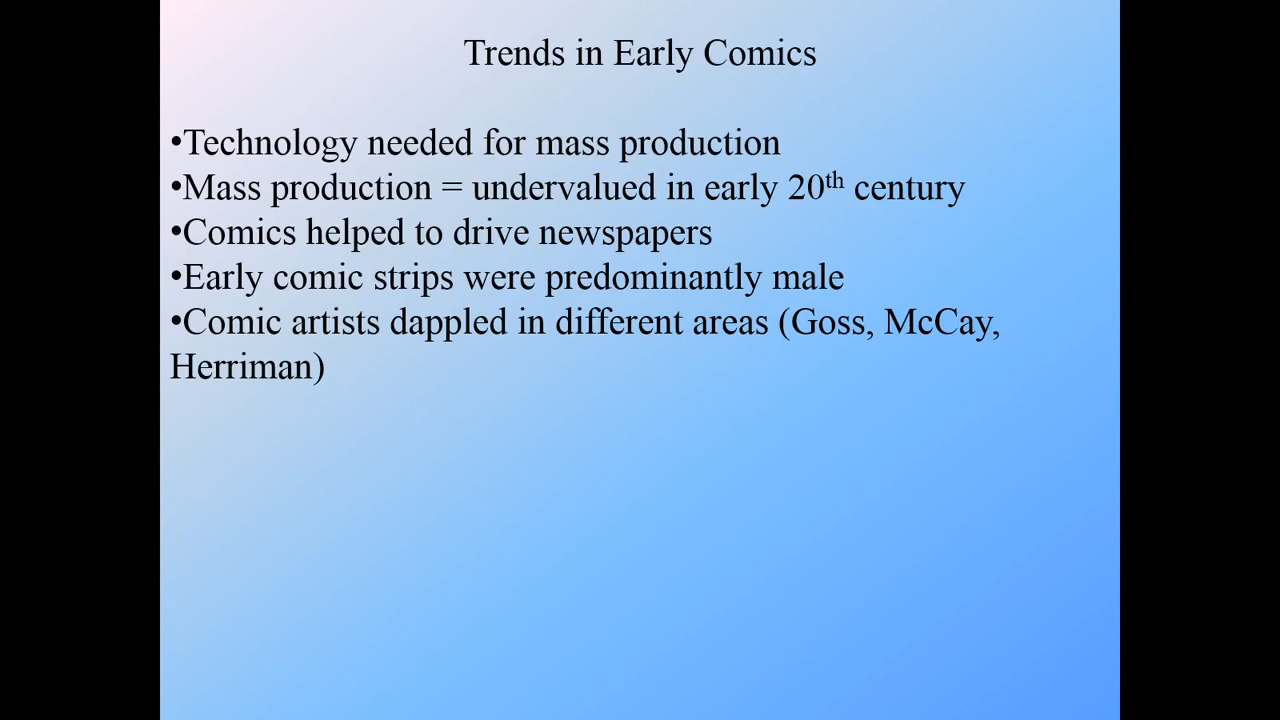 Trends in Early Comics
•Technology needed for mass production
•Mass production = undervalued in early 20th century
•Comics helped to drive newspapers
•Early comic strips were predominantly male
•Comic artists dappled in different areas (Goss, McCay,
Herriman)